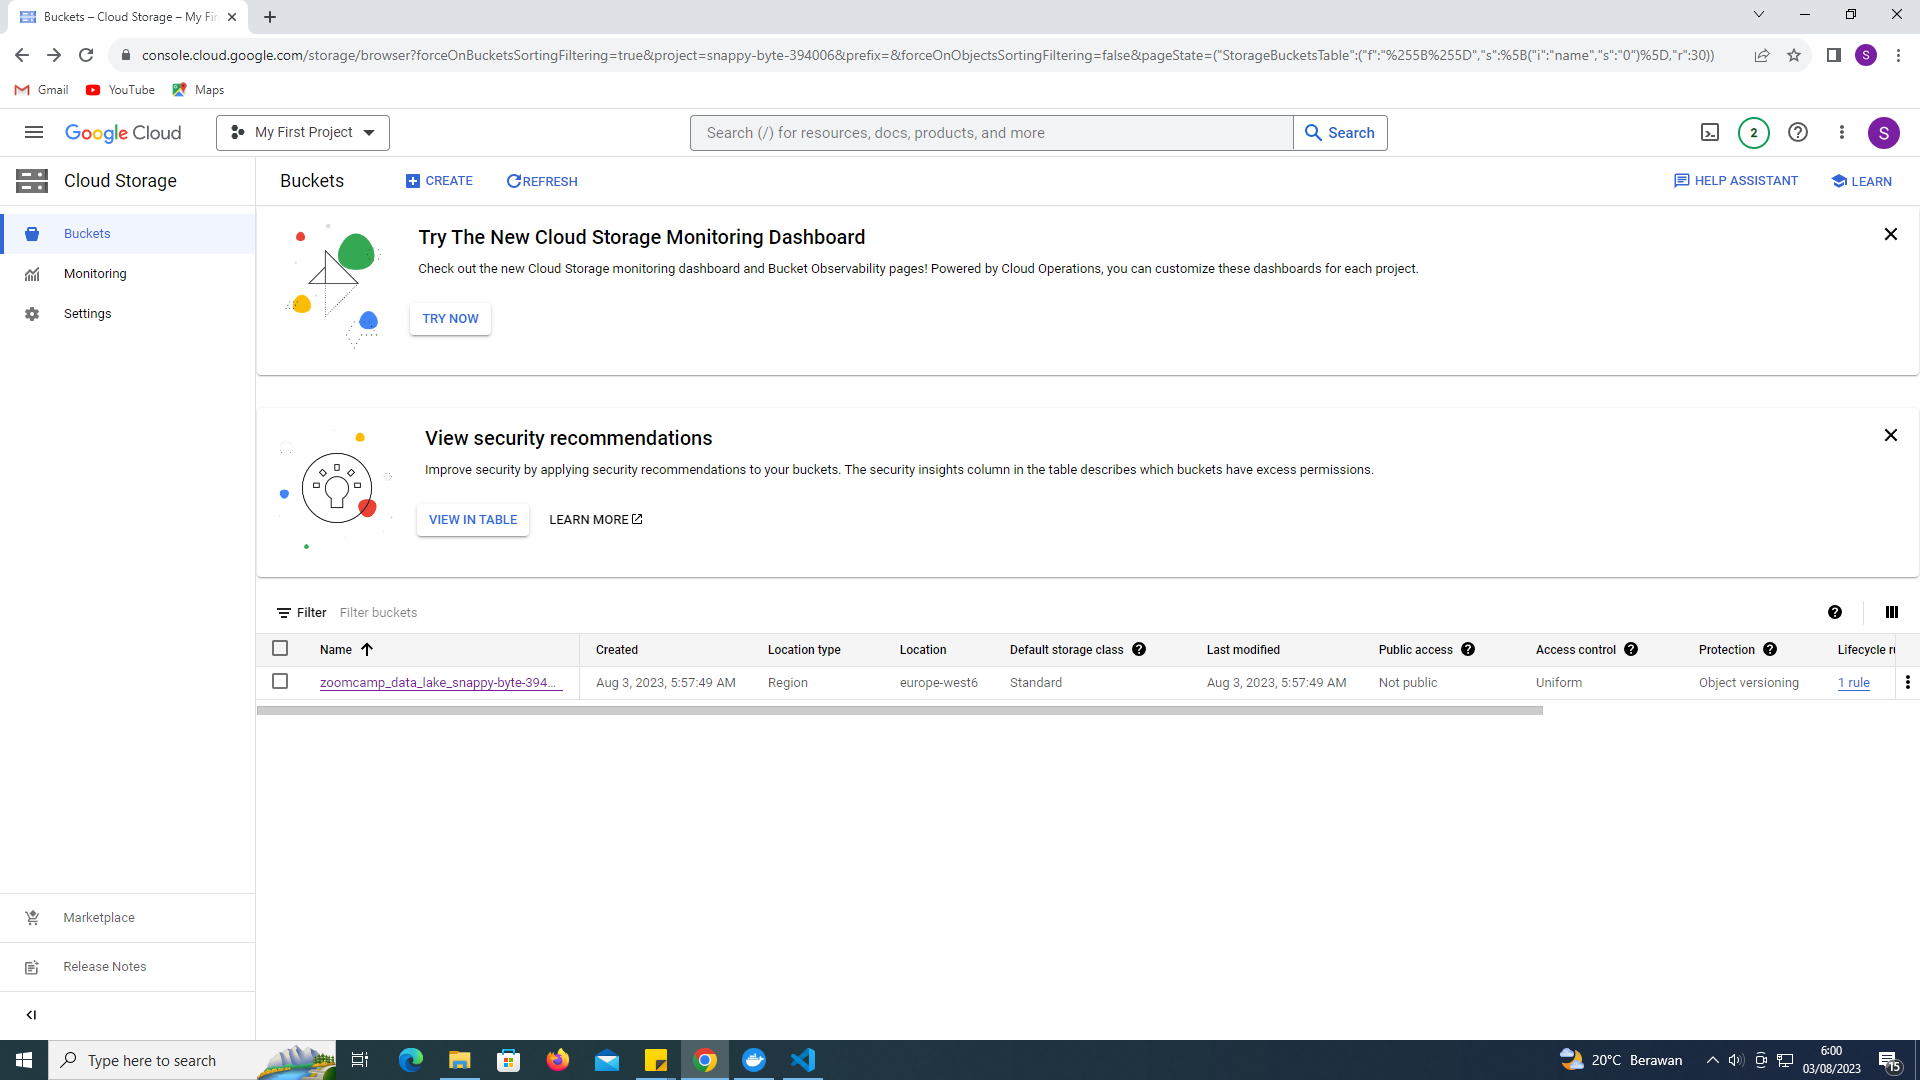 Buckets – Cloud Storage – My Fir
console.cloud.google.com/storage/browser?forceOnBucketsSortingFiltering=true&project=snappy-byte-394006&prefix=&forceOnObjectsSortingFiltering=false&pageState=("StorageBucketsTable":("f":"%255B%255D","s":%5B("i":"name","s":"0")%5D,"r":30))
S
Gmail YouTube Maps
Google Cloud My First Project Search (/) for resources, docs, products, and more Search 2 S
Cloud Storage Buckets CREATE REFRESH HELP ASSISTANT LEARN
Buckets
Monitoring
Settings
Try The New Cloud Storage Monitoring Dashboard
Check out the new Cloud Storage monitoring dashboard and Bucket Observability pages! Powered by Cloud Operations, you can customize these dashboards for each project.
TRY NOW
View security recommendations
Improve security by applying security recommendations to your buckets. The security insights column in the table describes which buckets have excess permissions.
VIEW IN TABLE LEARN MORE
Filter Filter buckets
Name Created Location type Location Default storage class Last modified Public access Access control Protection Lifecycle ru
zoomcamp_data_lake_snappy-byte-394... Aug 3, 2023, 5:57:49 AM Region europe-west6 Standard Aug 3, 2023, 5:57:49 AM Not public Uniform Object versioning 1 rule
Marketplace
Release Notes
Type here to search 20°C Berawan 6:00
03/08/2023 15